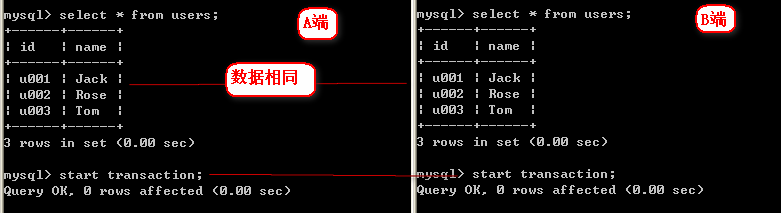 mysql> select * from users;
+------+------+
| id   | name |
+------+------+
| u001 | Jack |
| u002 | Rose |
| u003 | Tom  |
+------+------+
3 rows in set (0.00 sec)
mysql> start transaction;
Query OK, 0 rows affected (0.00 sec)
A端
数据相同
mysql> select * from users;
+------+------+
| id   | name |
+------+------+
| u001 | Jack |
| u002 | Rose |
| u003 | Tom  |
+------+------+
3 rows in set (0.00 sec)
mysql> start transaction;
Query OK, 0 rows affected (0.00 sec)
B端